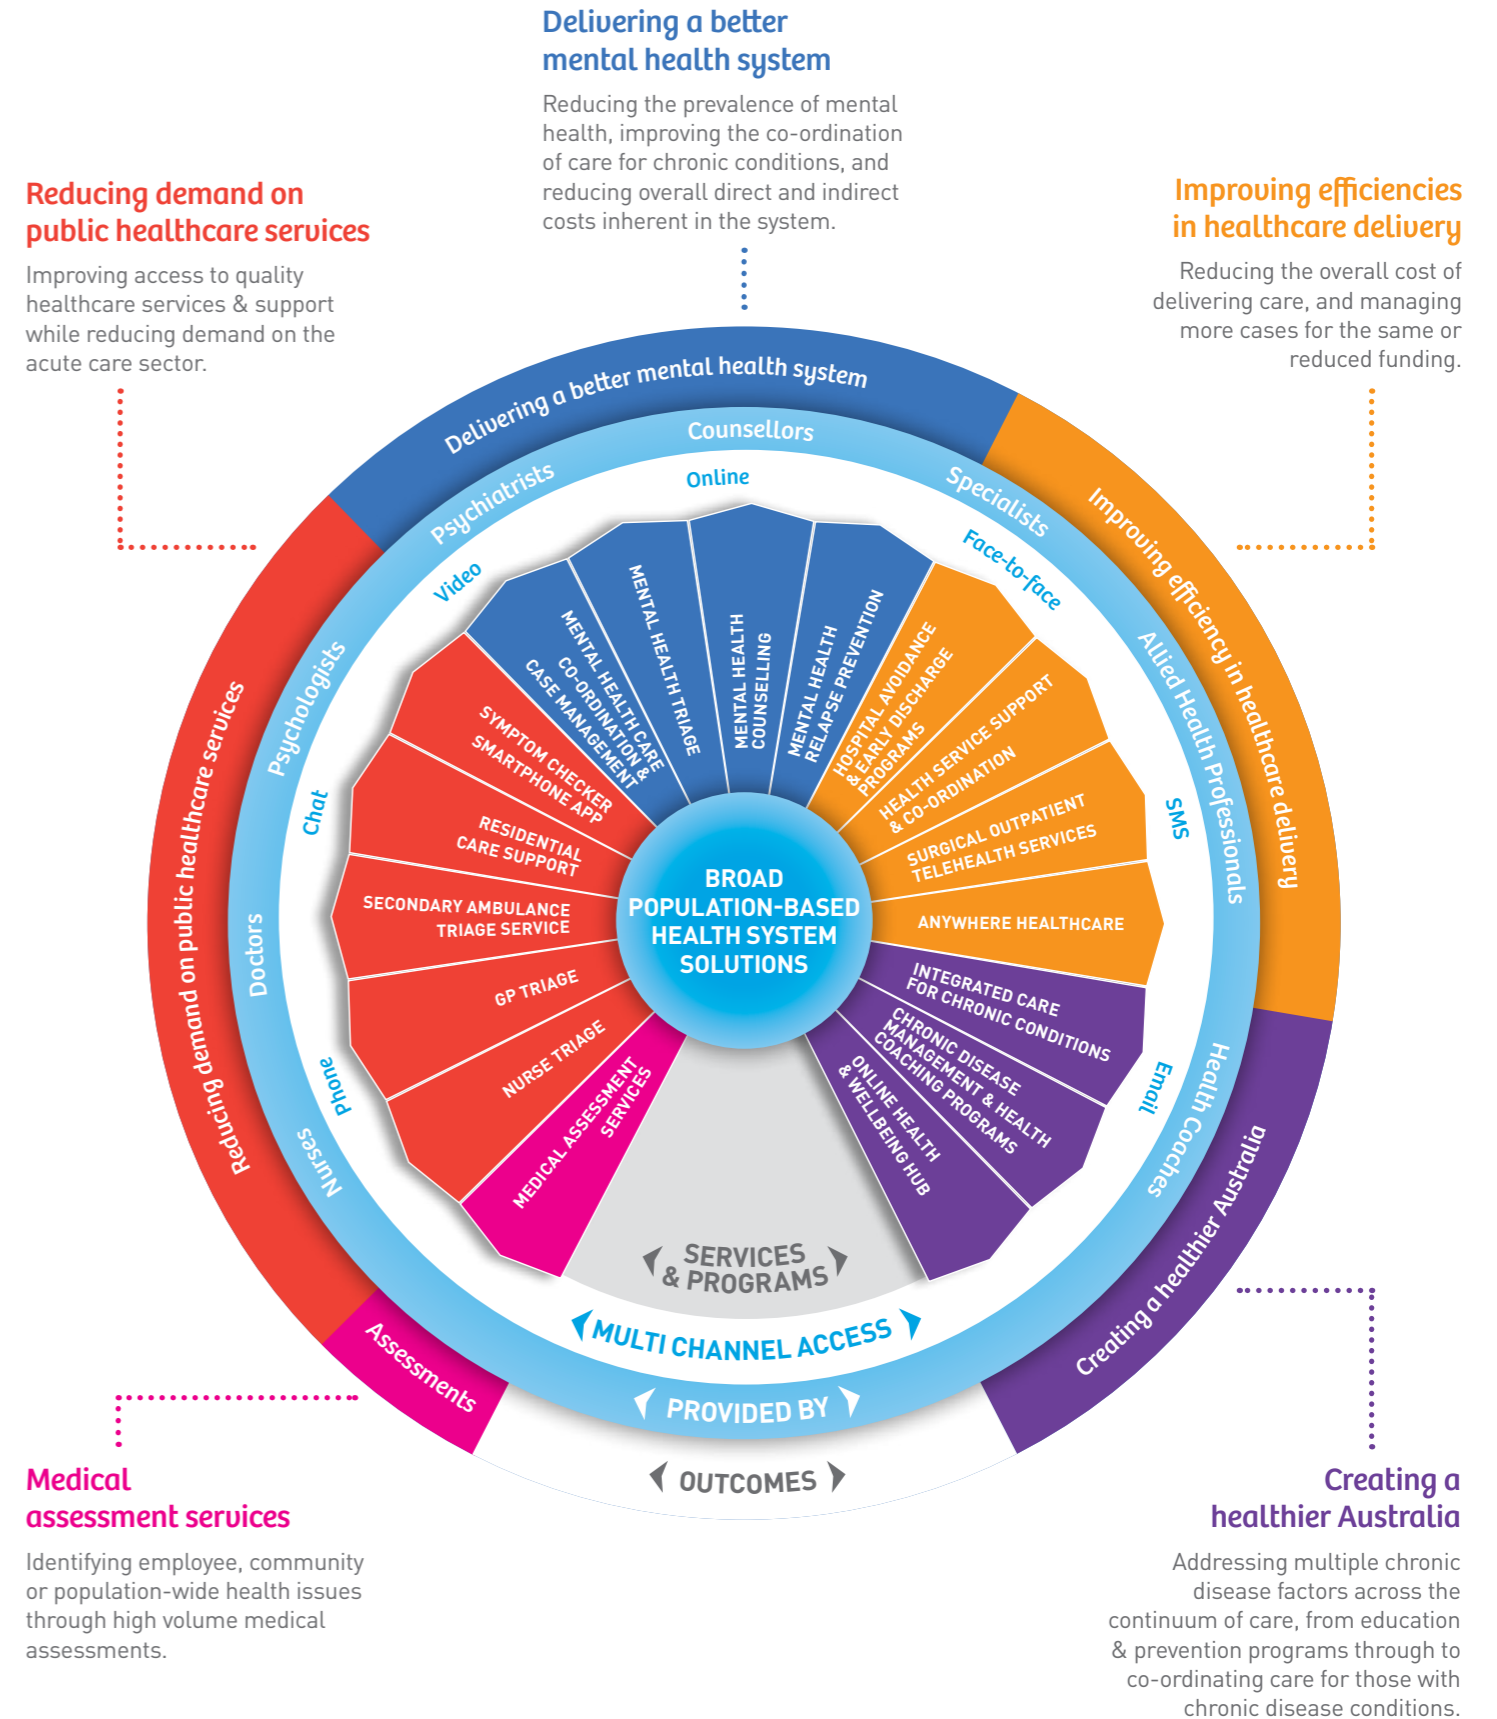 Delivering a better
mental health system
Reducing the prevalence of mental
health, improving the co-ordination
of care for chronic conditions, and
reducing overall direct and indirect
costs inherent in the system.
Reducing demand on
public healthcare services
Improving access to quality
healthcare services & support
while reducing demand on the
acute care sector.
Improving efficiencies
in healthcare delivery
Reducing the overall cost of
delivering care, and managing
more cases for the same or
reduced funding.
Delivering a better mental health system
Improving efficiency in healthcare delivery
Creating a healthier Australia
Assessments
Reducing demand on public healthcare services
Nurses
Doctors
Psychologists
Psychiatrists
Counsellors
Specialists
Allied Health Professionals
Health Coaches
Phone
Chat
Video
Online
Face-to-face
SMS
Email
MEDICAL ASSESSMENT
SERVICES
NURSE TRIAGE
GP TRIAGE
SECONDARY AMBULANCE
TRIAGE SERVICE
RESIDENTIAL
CARE SUPPORT
SYMPTOM CHECKER
SMARTPHONE APP
MENTAL HEALTH CARE
CO-ORDINATION &
CASE MANAGEMENT
MENTAL HEALTH TRIAGE
MENTAL HEALTH
COUNSELLING
MENTAL HEALTH
RELAPSE PREVENTION
HOSPITAL AVOIDANCE
& EARLY DISCHARGE
PROGRAMS
HEALTH SERVICE SUPPORT
& CO-ORDINATION
SURGICAL OUTPATIENT
TELEHEALTH SERVICES
ANYWHERE HEALTHCARE
INTEGRATED CARE
FOR CHRONIC CONDITIONS
CHRONIC DISEASE
MANAGEMENT & HEALTH
COACHING PROGRAMS
ONLINE HEALTH
& WELLBEING HUB
BROAD
POPULATION-BASED
HEALTH SYSTEM
SOLUTIONS
SERVICES
& PROGRAMS
MULTI CHANNEL ACCESS
PROVIDED BY
OUTCOMES
Medical
assessment services
Identifying employee, community
or population-wide health issues
through high volume medical
assessments.
Creating a
healthier Australia
Addressing multiple chronic
disease factors across the
continuum of care, from education
& prevention programs through to
co-ordinating care for those with
chronic disease conditions.